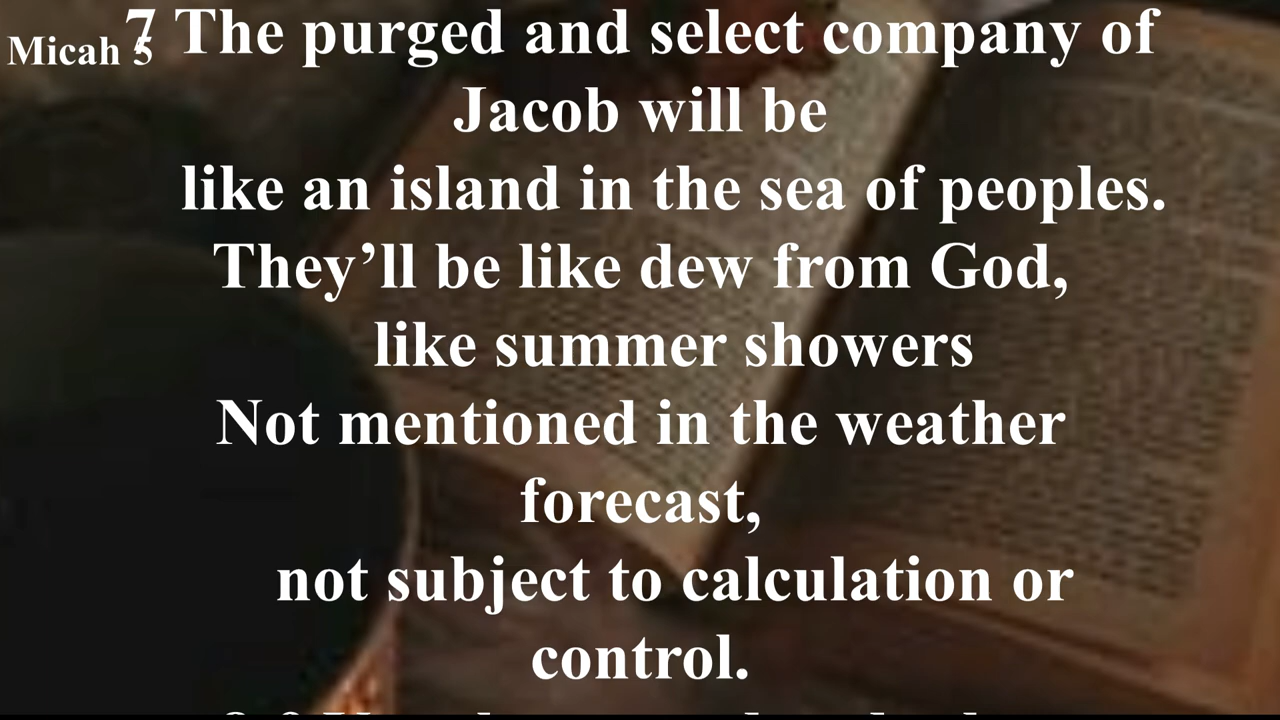 Micah 5
7 The purged and select company of
Jacob will be
like an island in the sea of peoples.
They’ll be like dew from God,
like summer showers
Not mentioned in the weather
forecast,
not subject to calculation or
control.